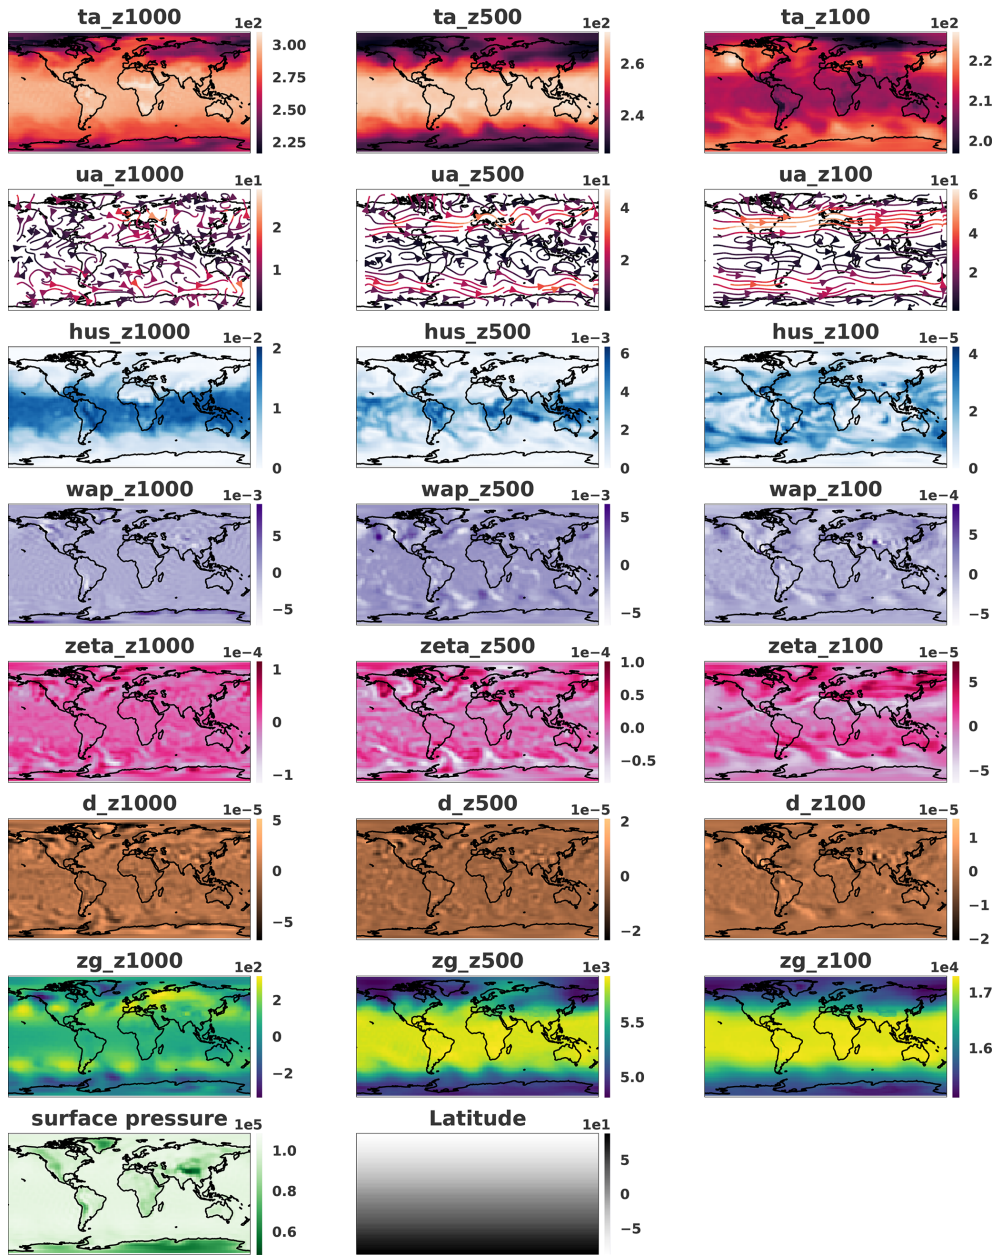 ta_z1000 1e2 ta_z500 1e2 ta_z100 1e2
3.00 2.75 2.50 2.25
2.6 2.4
2.2 2.1 2.0
ua_z1000 1e1 ua_z500 1e1 ua_z100 1e1
2 1
4 2
6 4 2
hus_z1000 1e−2 hus_z500 1e−3 hus_z100 1e−5
2 1 0
6 4 2 0
4 2 0
wap_z1000 1e−3 wap_z500 1e−3 wap_z100 1e−4
5 0 −5
5 0 −5
5 0 −5
zeta_z1000 1e−4 zeta_z500 1e−4 zeta_z100 1e−5
1 0 −1
1.0 0.5 0.0 −0.5
5 0 −5
d_z1000 1e−5 d_z500 1e−5 d_z100 1e−5
5 0 −5
2 0 −2
1 0 −1 −2
zg_z1000 1e2 zg_z500 1e3 zg_z100 1e4
2 0 −2
5.5 5.0
1.7 1.6
surface pressure 1e5 Latitude 1e1
1.0 0.8 0.6
5 0 −5